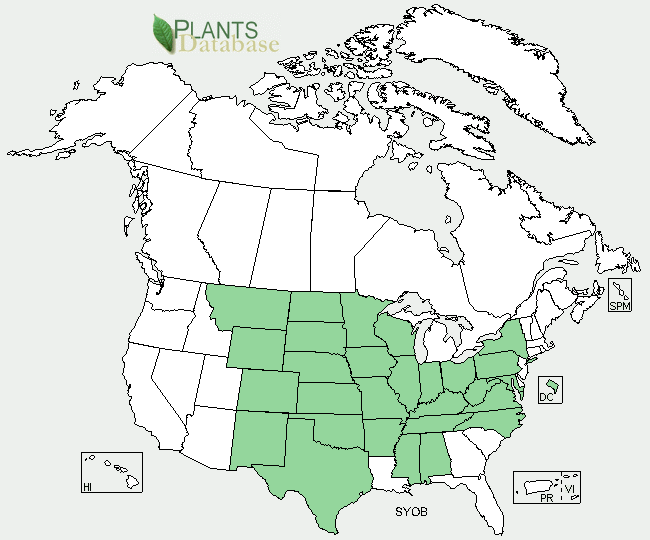 PLANTS
Database
SPM
DC
HI
PR
VI
SYOB